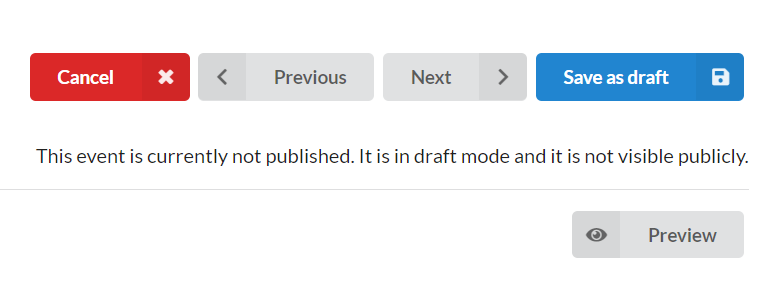 Cancel Previous Next Save as draft
This event is currently not published. It is in draft mode and it is not visible publicly.
Preview